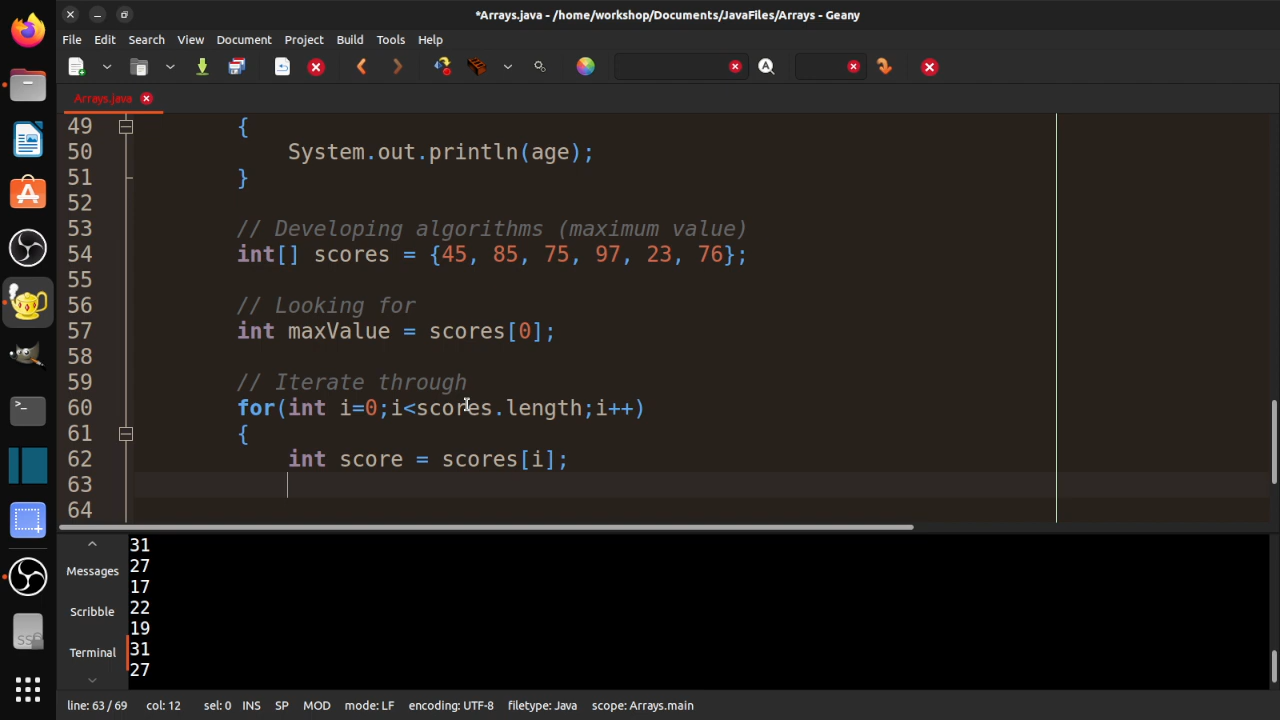 *Arrays.java - /home/workshop/Documents/JavaFiles/Arrays - Geany
File Edit Search View Document Project Build Tools Help
Arrays.java
49 {
50 System.out.println(age);
51 }
52
53 // Developing algorithms (maximum value)
54 int[] scores = {45, 85, 75, 97, 23, 76};
55
56 // Looking for
57 int maxValue = scores[0];
58
59 // Iterate through
60 for(int i=0;i<scores.length;i++)
61 {
62 int score = scores[i];
63
64
Messages
Scribble
Terminal
31
27
17
22
19
31
27
line: 63 / 69 col: 12 sel: 0 INS SP MOD mode: LF encoding: UTF-8 filetype: Java scope: Arrays.main